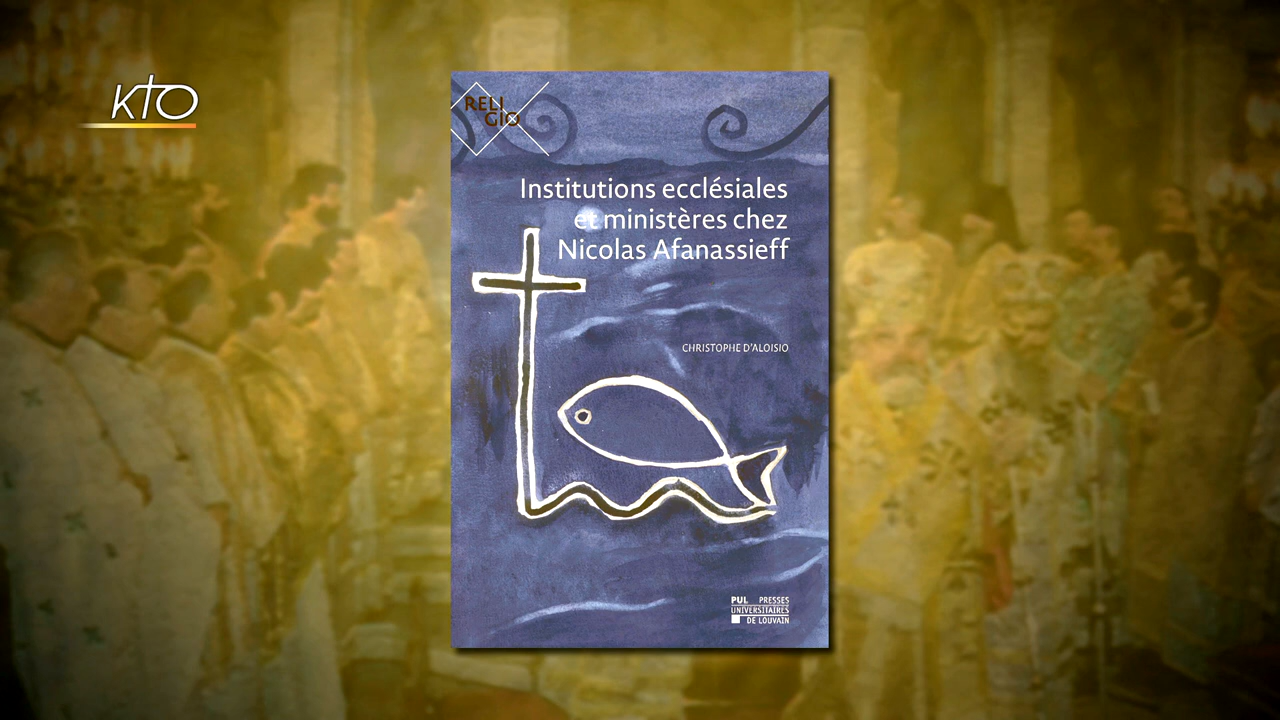 KTO
RELI
GIO
Institutions ecclésiales
et ministères chez
Nicolas Afanassieff
CHRISTOPHE D'ALOISIO
PUL PRESSES
UNIVERSITAIRES
DE LOUVAIN